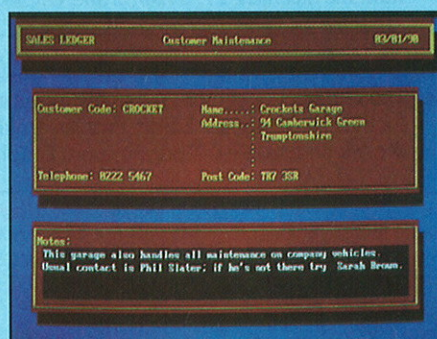 SALES LEDGER Customer Maintenance 03/01/90
Customer Code: CROCKET Name.....: Crockets Garage
Address..: 94 Camberwick Green
: Trumptonshire
:
:
Telephone: 0222 5467 Post Code: TR7 3SR
Notes:
This garage also handles all maintenance on company vehicles.
Usual contact is Phil Slater; if he's not there try Sarah Brown.